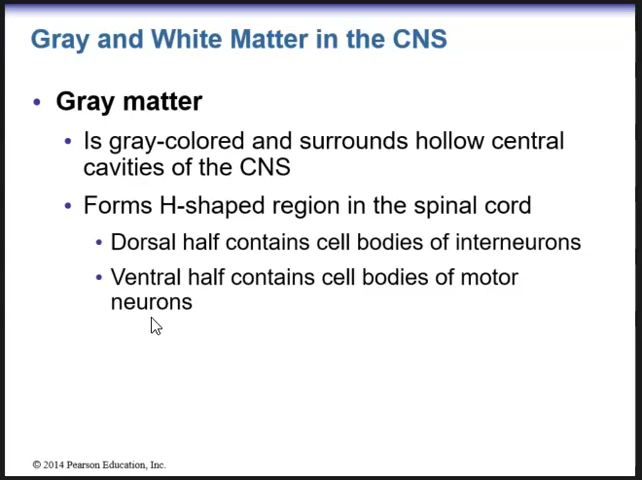 Gray and White Matter in the CNS
• Gray matter
• Is gray-colored and surrounds hollow central
cavities of the CNS
• Forms H-shaped region in the spinal cord
• Dorsal half contains cell bodies of interneurons
• Ventral half contains cell bodies of motor
neurons
© 2014 Pearson Education, Inc.